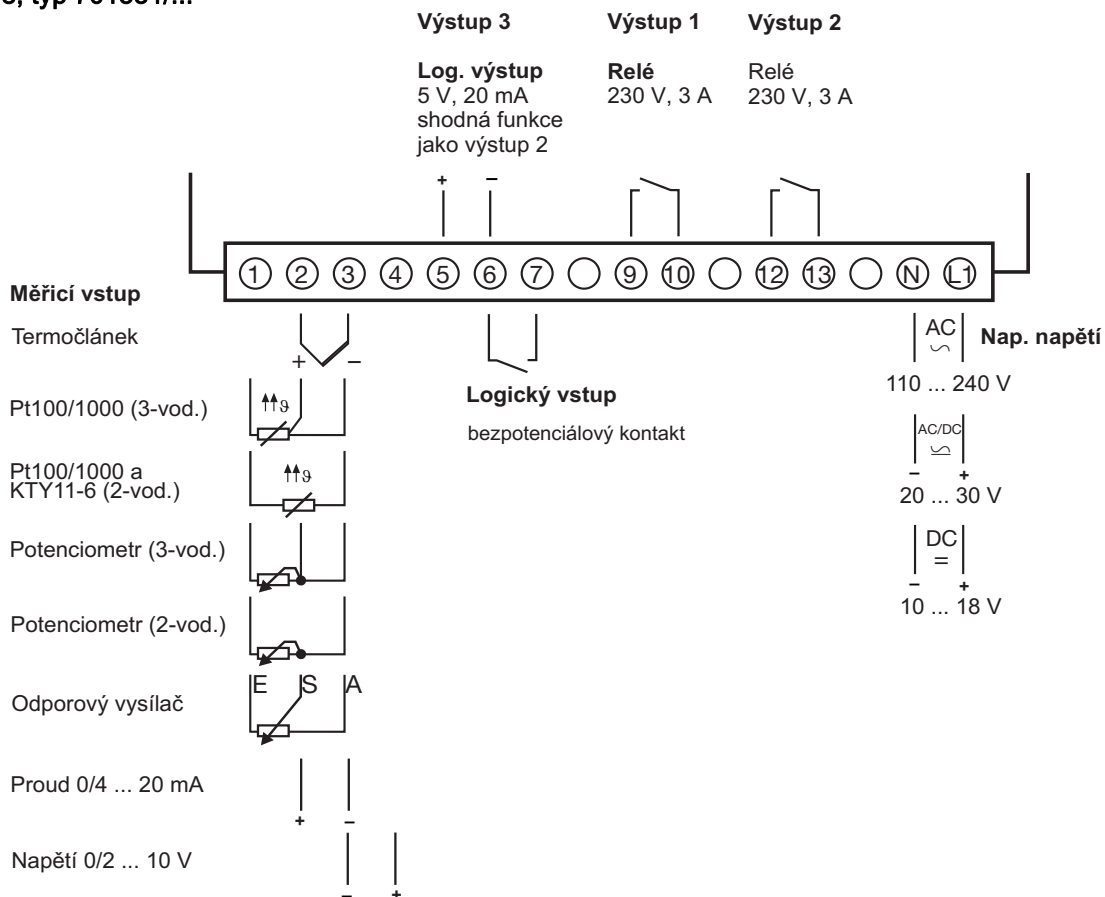 Výstup 3 Výstup 1 Výstup 2
Log. výstup Relé Relé
5 V, 20 mA 230 V, 3 A 230 V, 3 A
shodná funkce
jako výstup 2
+ –
1 2 3 4 5 6 7 9 10 12 13 N L1
Měřicí vstup
Termočlánek
+ –
AC
Nap. napětí
110 ... 240 V
Logický vstup
bezpotenciálový kontakt
Pt100/1000 (3-vod.)
ϑ
AC/DC
– +
20 ... 30 V
Pt100/1000 a
KTY11-6 (2-vod.)
ϑ
Potenciometr (3-vod.)
DC
=
– +
10 ... 18 V
Potenciometr (2-vod.)
Odporový vysílač
E S A
Proud 0/4 ... 20 mA
+ –
Napětí 0/2 ... 10 V
– +